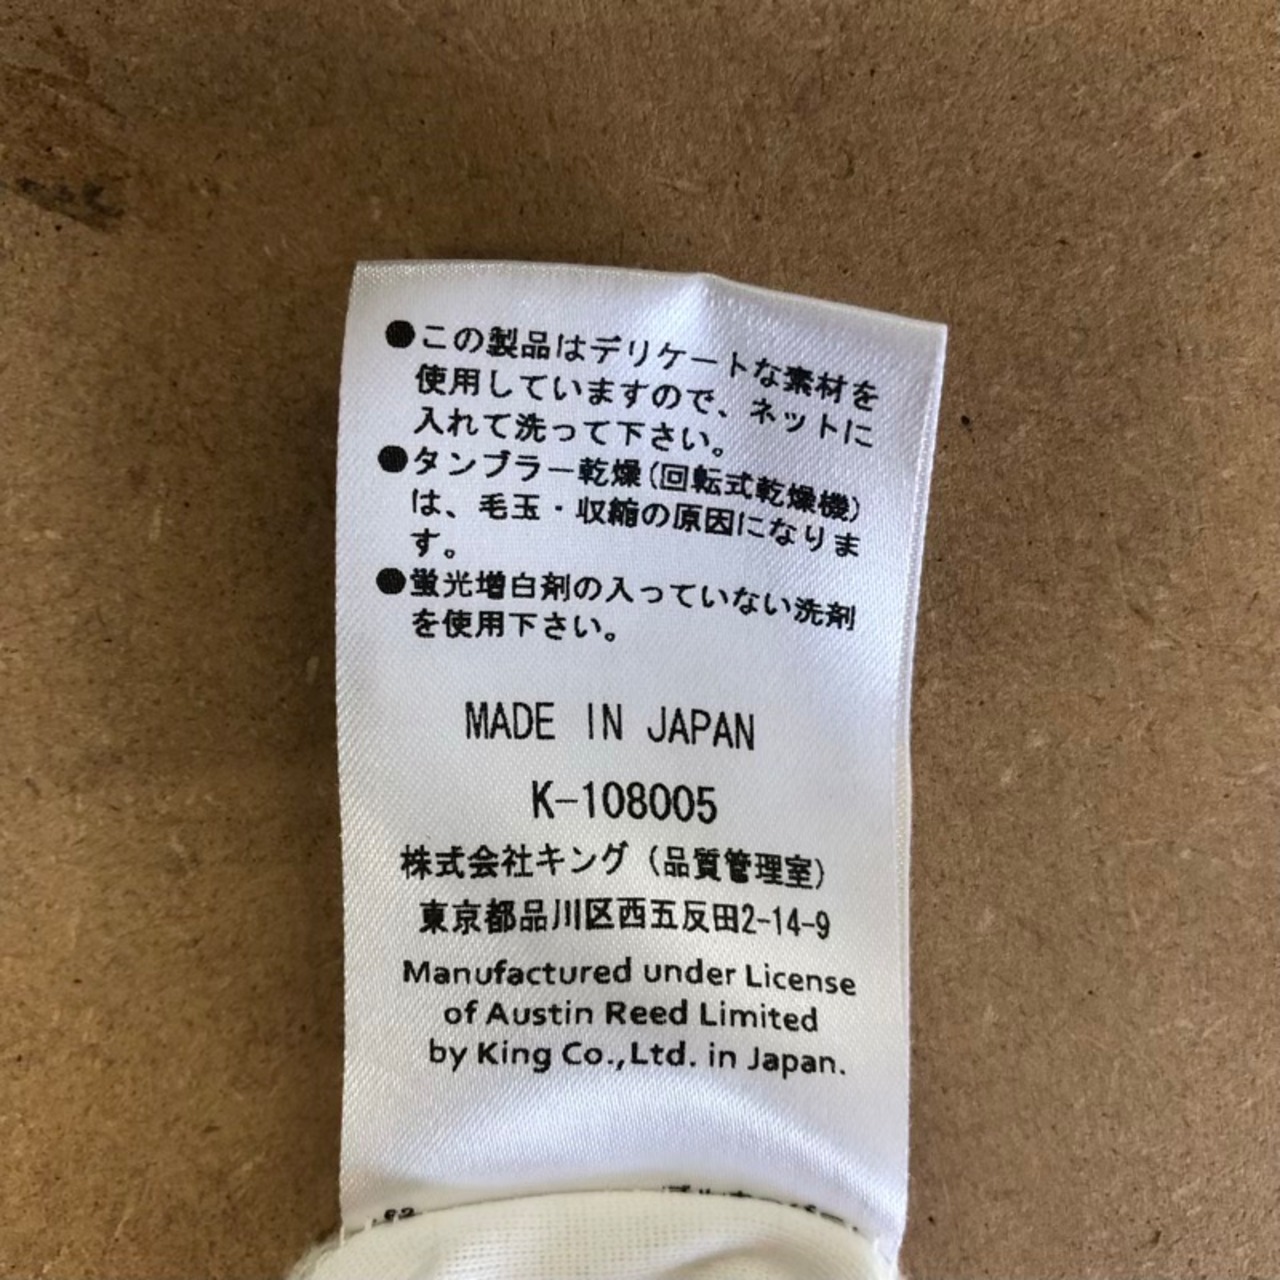 ●この製品はデリケートな素材を
使用していますので、ネットに
入れて洗って下さい。
●タンブラー乾燥(回転式乾燥機)
は、毛玉・収縮の原因になりま
す。
●蛍光増白剤の入っていない洗剤
を使用下さい。
MADE IN JAPAN
K-108005
株式会社キング (品質管理室)
東京都品川区西五反田2-14-9
Manufactured under License
of Austin Reed Limited
by King Co.,Ltd. in Japan.